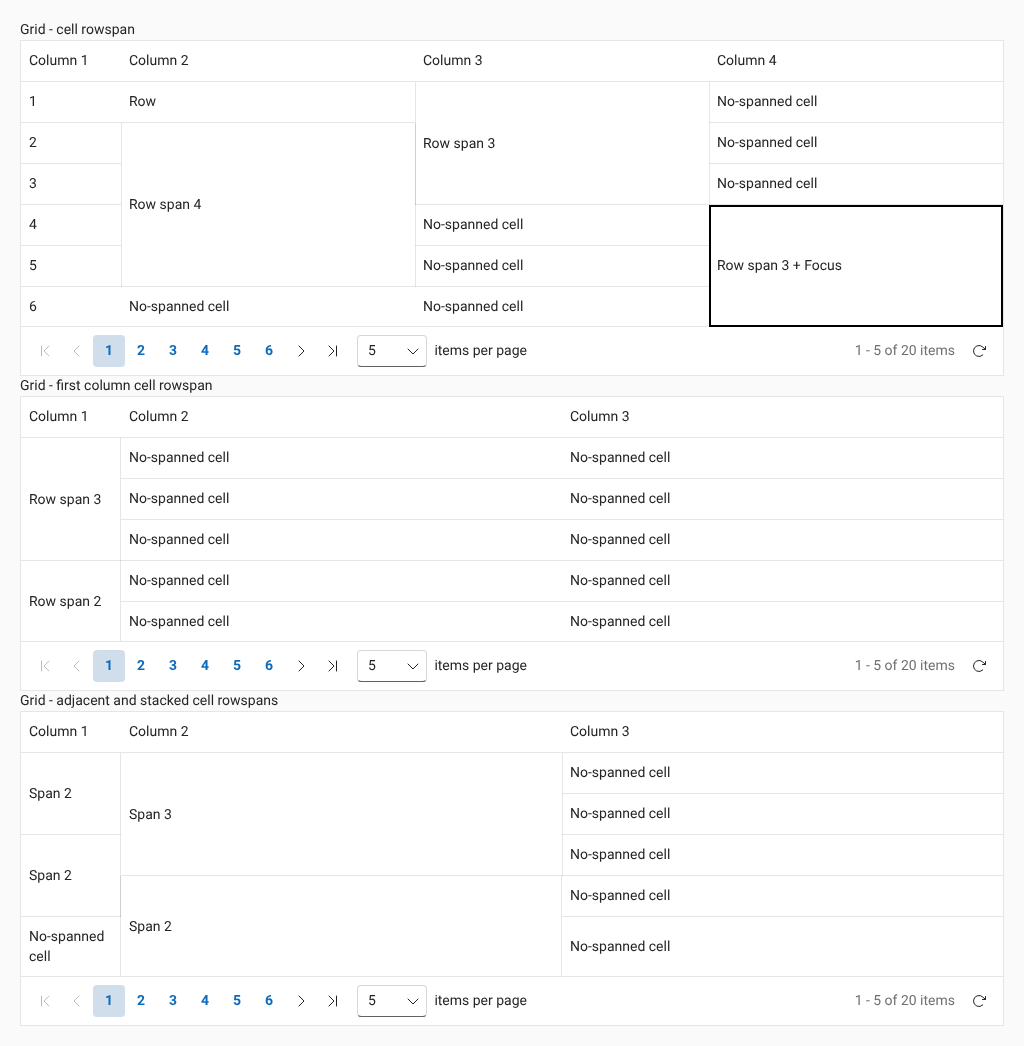 Grid - cell rowspan
Column 1 Column 2 Column 3 Column 4
1 Row No-spanned cell
2 Row span 3 No-spanned cell
3 No-spanned cell
Row span 4
4 No-spanned cell
5 No-spanned cell Row span 3 + Focus
6 No-spanned cell No-spanned cell
1 2 3 4 5 6 5 items per page 1 - 5 of 20 items
Grid - first column cell rowspan
Column 1 Column 2 Column 3
No-spanned cell No-spanned cell
Row span 3 No-spanned cell No-spanned cell
No-spanned cell No-spanned cell
No-spanned cell No-spanned cell
Row span 2
No-spanned cell No-spanned cell
1 2 3 4 5 6 5 items per page 1 - 5 of 20 items
Grid - adjacent and stacked cell rowspans
Column 1 Column 2 Column 3
No-spanned cell
Span 2
Span 3 No-spanned cell
No-spanned cell
Span 2
No-spanned cell
Span 2
No-spanned
cell
No-spanned cell
1 2 3 4 5 6 5 items per page 1 - 5 of 20 items